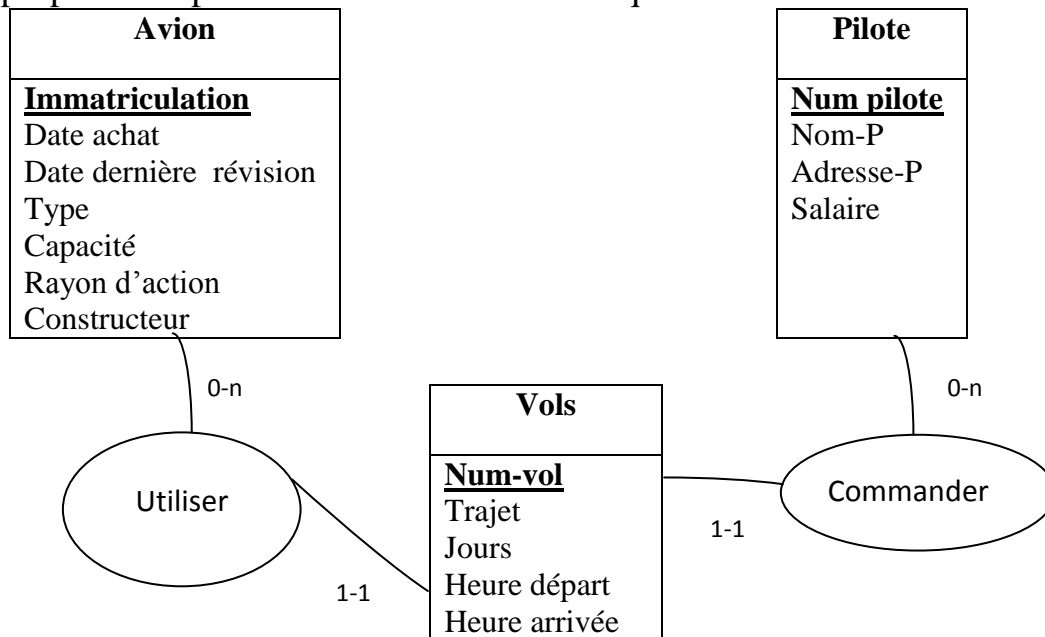 Avion
Immatriculation
Date achat
Date dernière révision
Type
Capacité
Rayon d’action
Constructeur
Pilote
Num pilote
Nom-P
Adresse-P
Salaire
0-n
0-n
Utiliser
Vols
Num-vol
Trajet
Jours
Heure départ
Heure arrivée
Commander
1-1
1-1